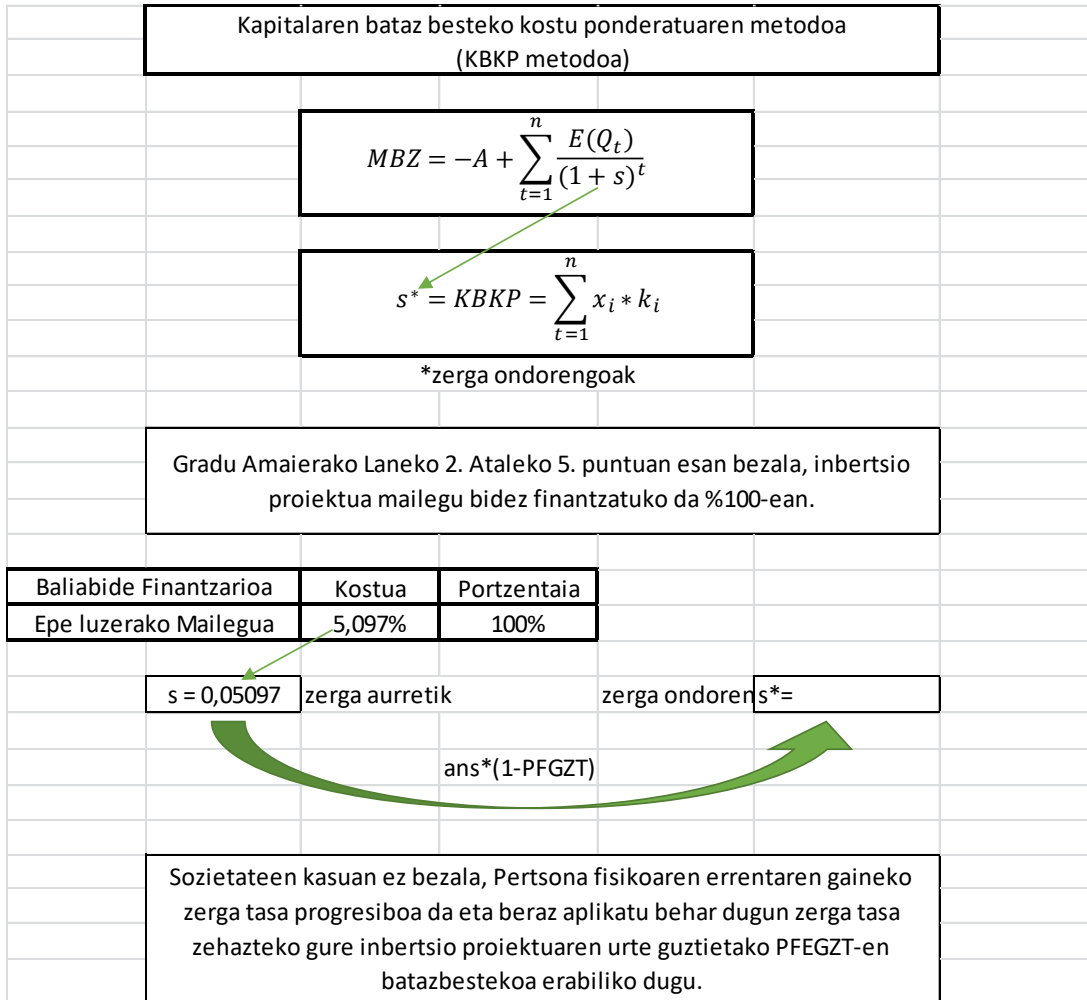 Kapitalaren bataz besteko kostu ponderatuaren metodoa
(KBKP metodoa)
$MBZ = -A + \sum_{t=1}^{n} \frac{E(Q_t)}{(1+s)^t}$
$s^* = KBKP = \sum_{t=1}^{n} x_i * k_i$
*zerga ondorengoak
Gradu Amaierako Laneko 2. Ataleko 5. puntuan esan bezala, inbertsio
proiektua mailegu bidez finantzatuko da %100-ean.
Baliabide Finantzarioa Kostua Portzentaia
Epe luzerako Mailegua 5,097% 100%
s = 0,05097 zerga aurretik zerga ondoren s*=
ans*(1-PFGZT)
Sozietateen kasuan ez bezala, Pertsona fisikoaren errentaren gaineko
zerga tasa progresiboa da eta beraz aplikatu behar dugun zerga tasa
zehazteko gure inbertsio proiektuaren urte guztietako PFEGZT-en
batazbestekoa erabiliko dugu.